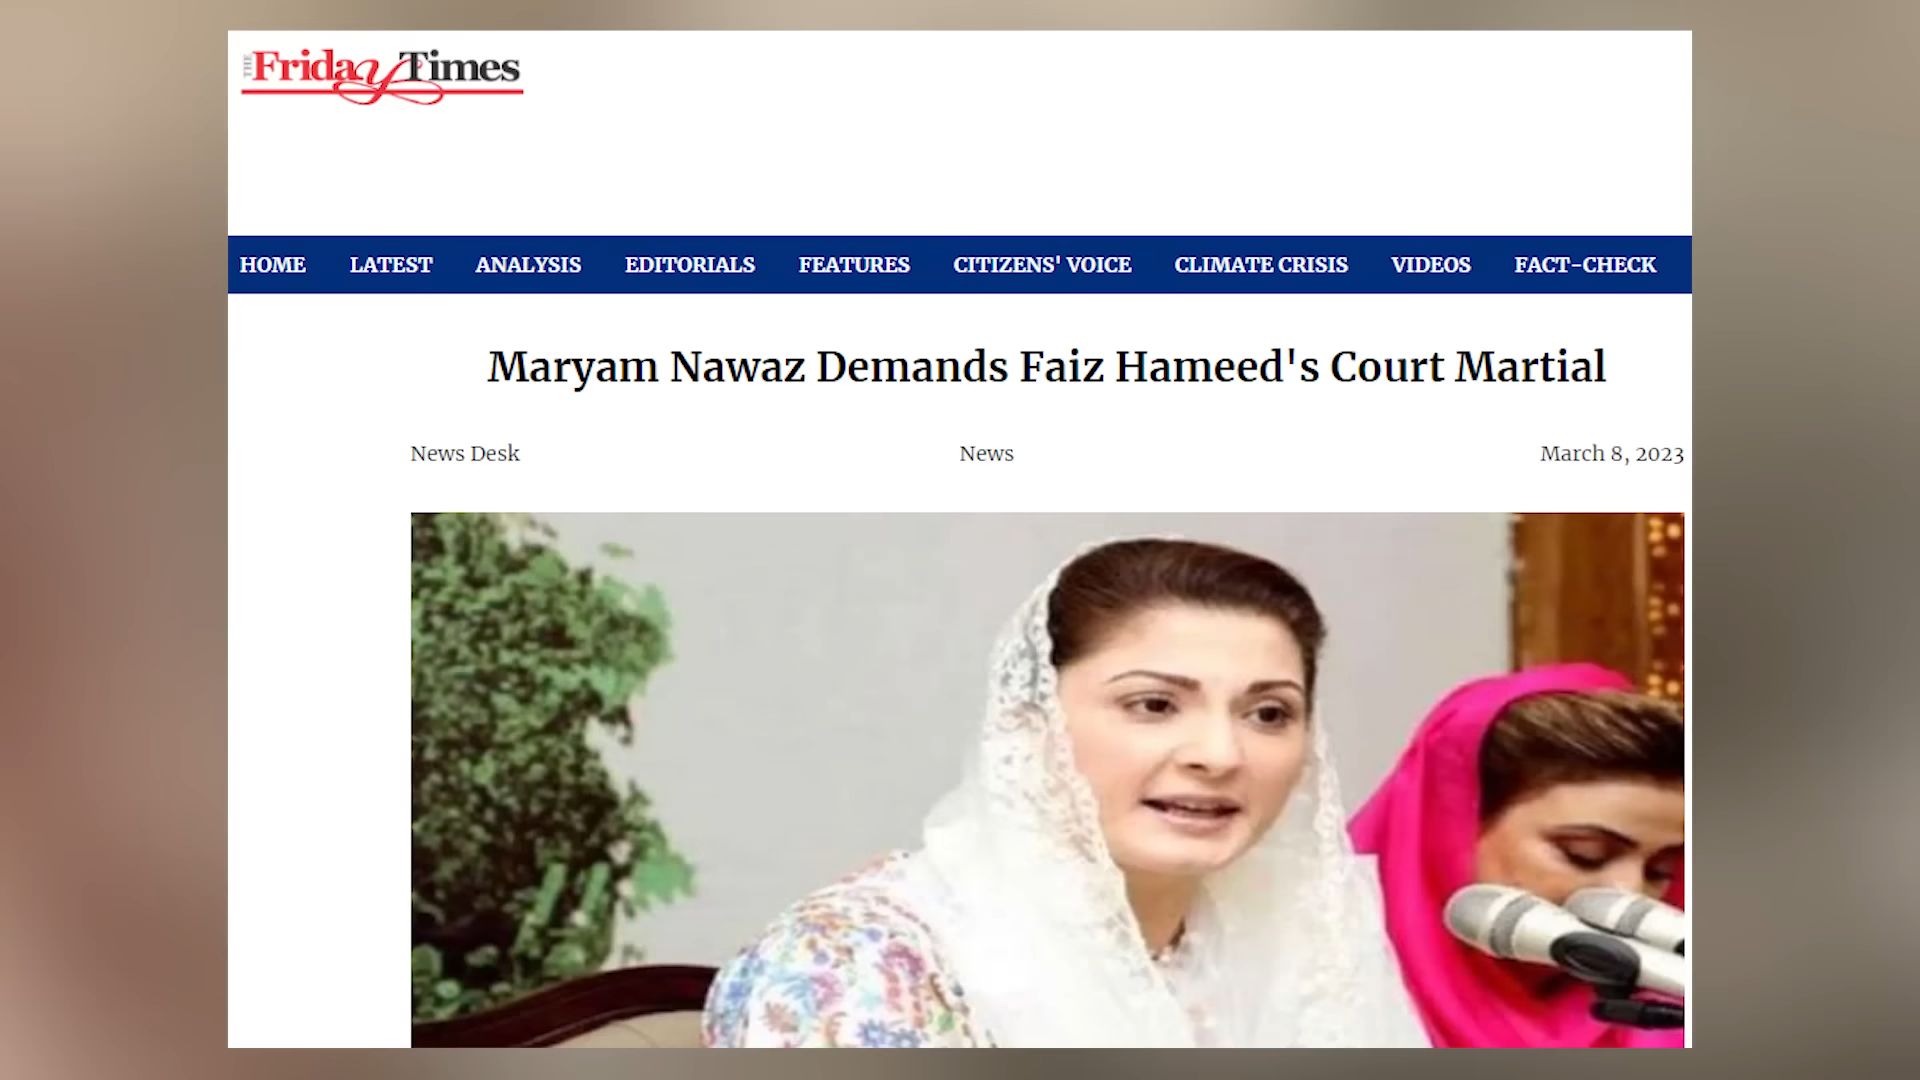 THE Friday Times
HOME LATEST ANALYSIS EDITORIALS FEATURES CITIZENS' VOICE CLIMATE CRISIS VIDEOS FACT-CHECK
Maryam Nawaz Demands Faiz Hameed's Court Martial
News Desk News March 8, 2023